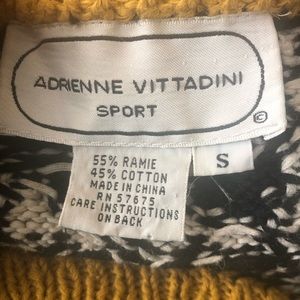 ADRIENNE VITTADINI
SPORT
S
55% RAMIE
45% COTTON
MADE IN CHINA
RN 57675
CARE INSTRUCTIONS
ON BACK